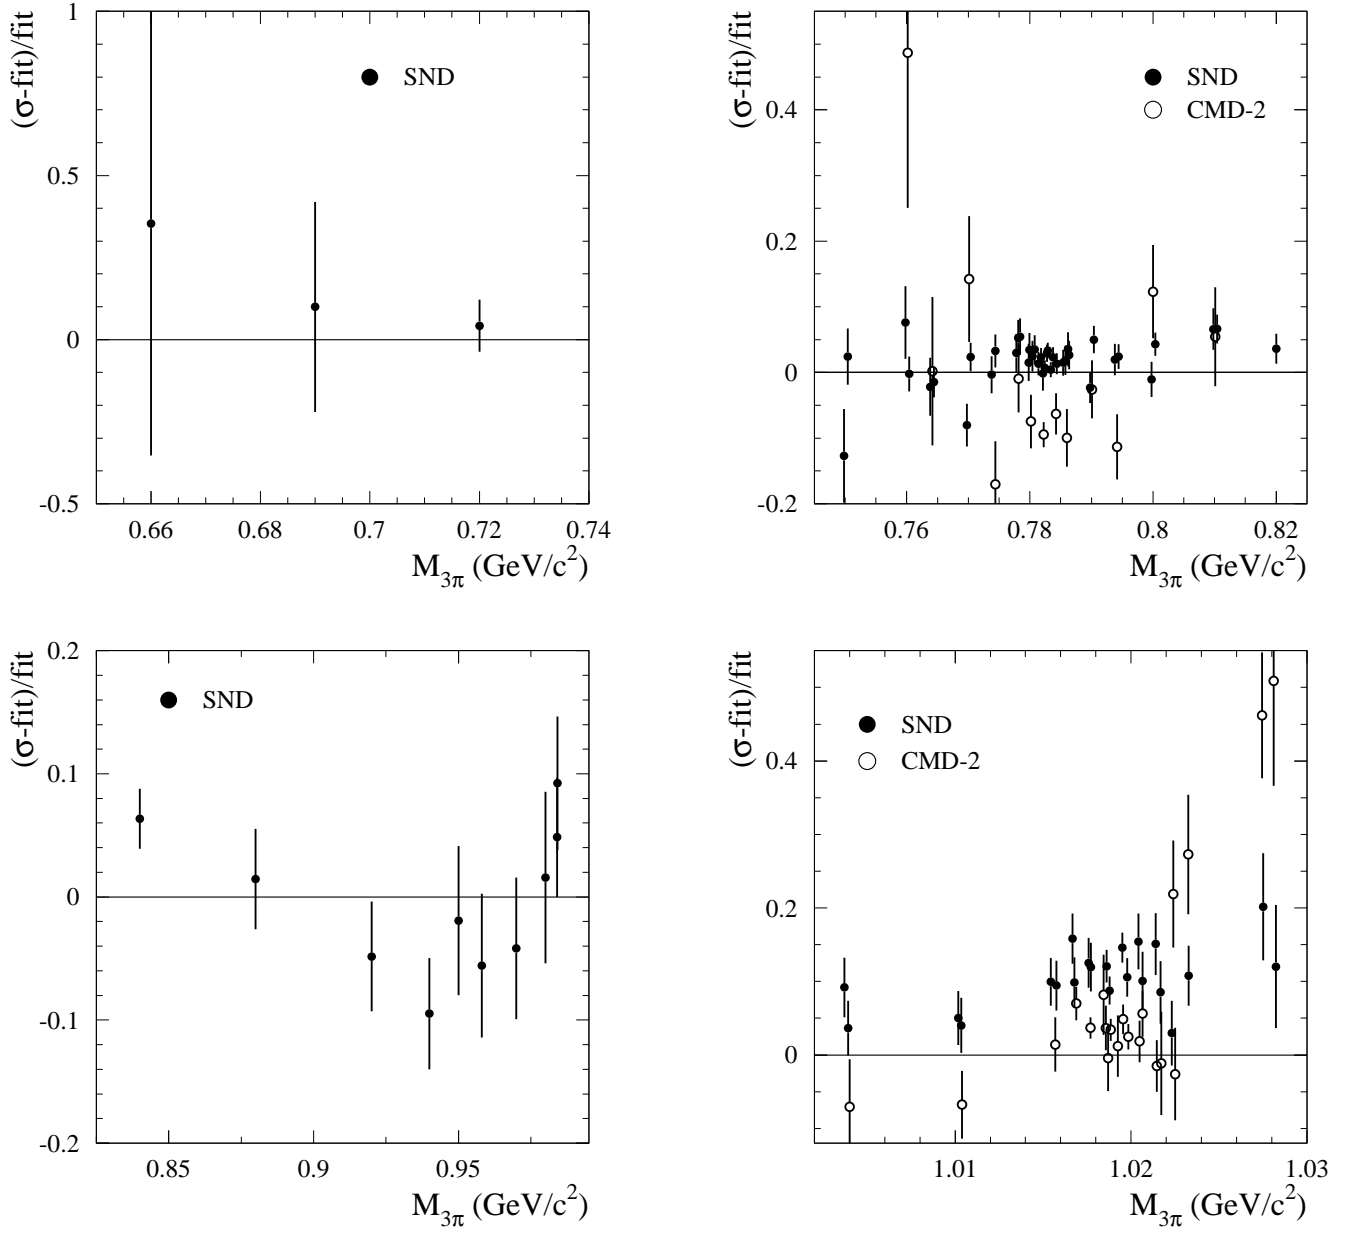 (σ-fit)/fit
1
0.5
0
-0.5
SND
0.66 0.68 0.7 0.72 0.74
M3π (GeV/c2)
(σ-fit)/fit
0.4
0.2
0
-0.2
SND
CMD-2
0.76 0.78 0.8 0.82
M3π (GeV/c2)
(σ-fit)/fit
0.2
0.1
0
-0.1
-0.2
SND
0.85 0.9 0.95
M3π (GeV/c2)
(σ-fit)/fit
0.4
0.2
0
SND
CMD-2
1.01 1.02 1.03
M3π (GeV/c2)